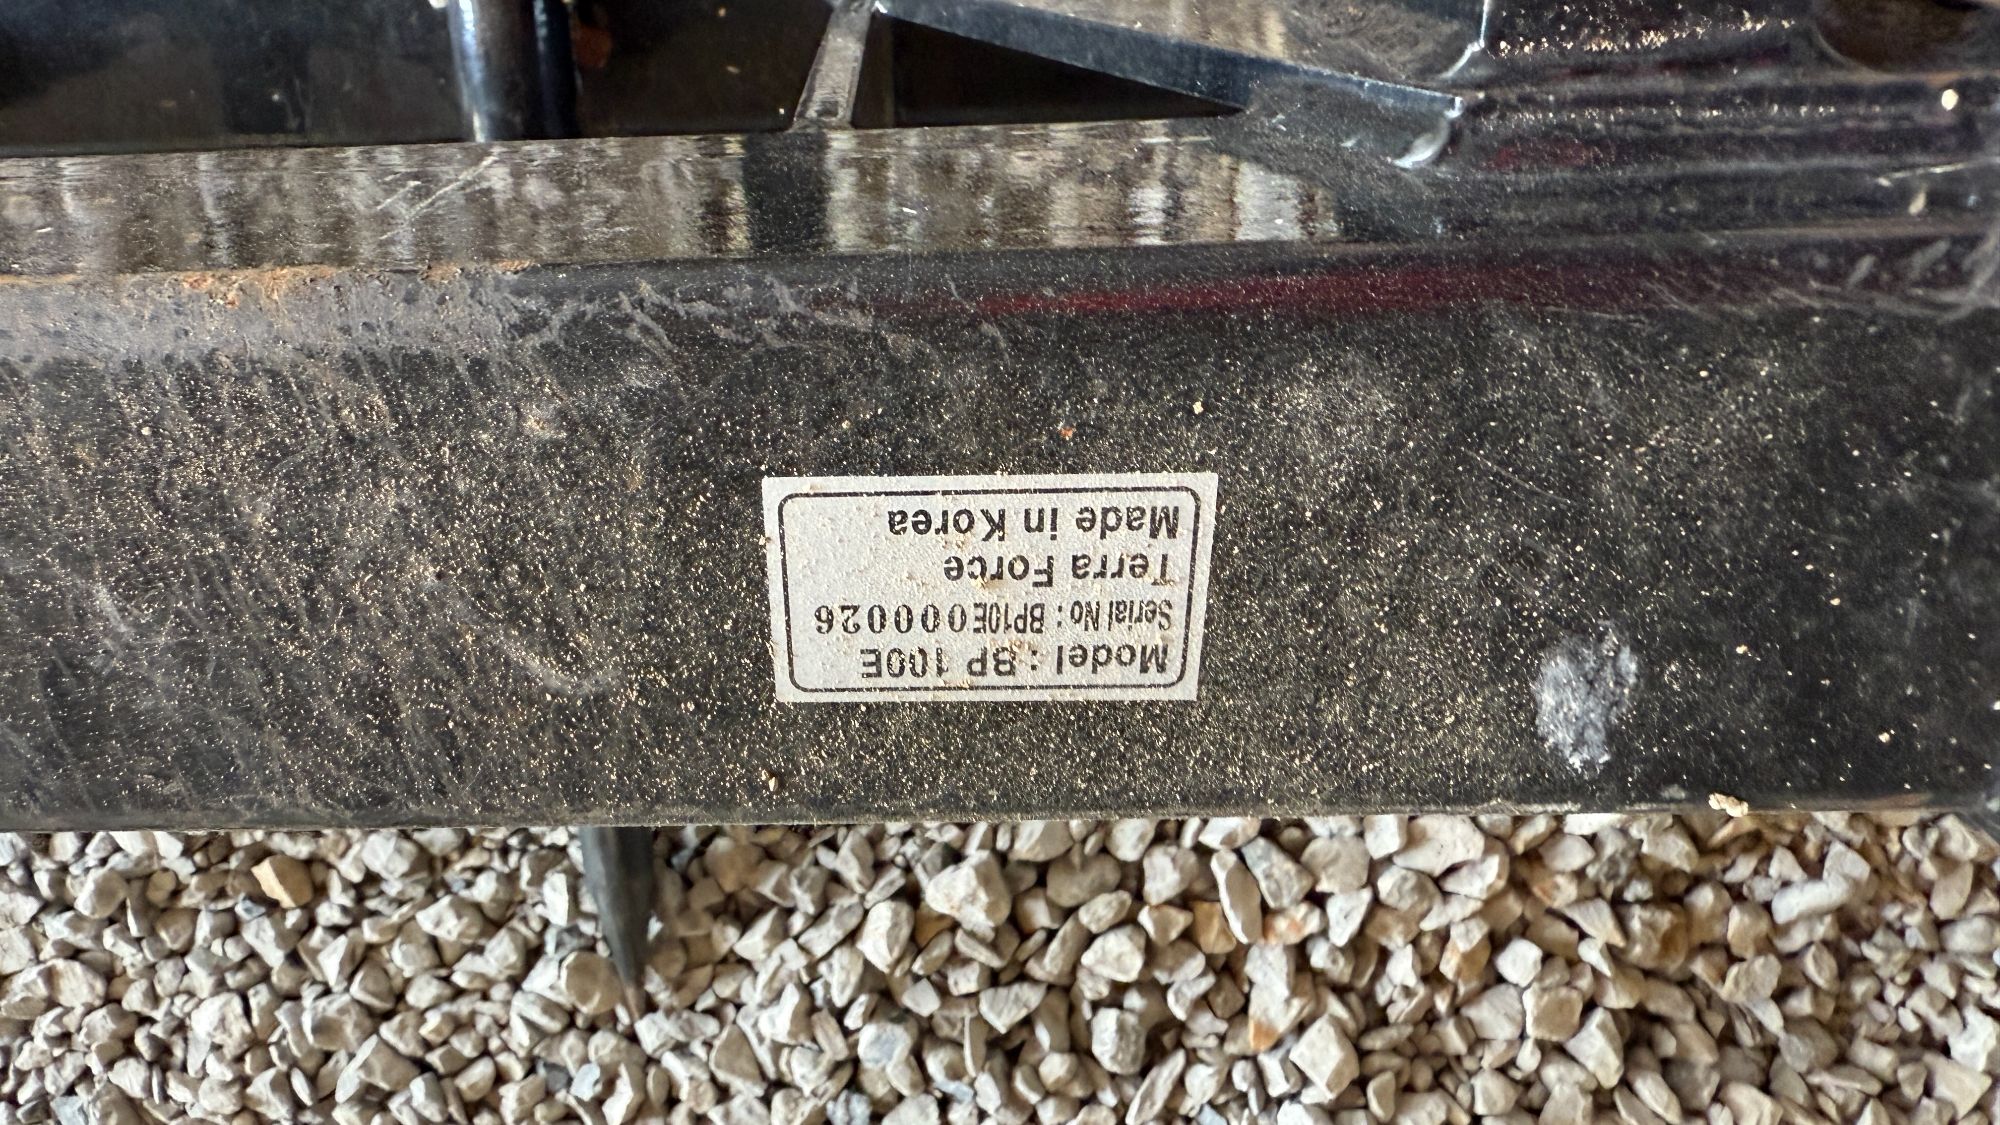 Model : BP 100E
Serial No : BP10E000026
Terra Force
Made in Korea